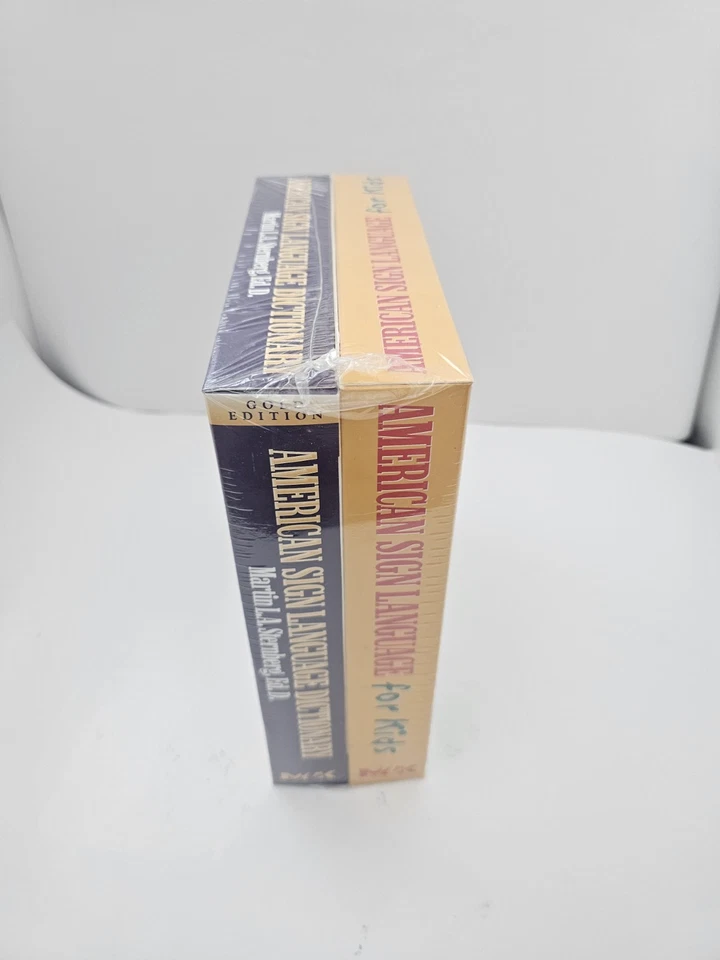 AMERICAN SIGN LANGUAGE DICTIONARY
Martin L.A. Sternberg, Ed.D.
AMERICAN SIGN LANGUAGE for Kids
GOLD
EDITION
AMERICAN SIGN LANGUAGE DICTIONARY
Martin L.A. Sternberg, Ed.D.
AMERICAN SIGN LANGUAGE for Kids